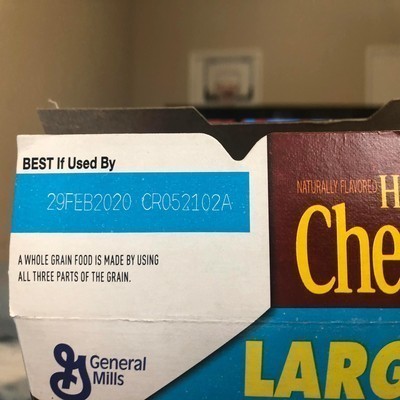 BEST If Used By
29FEB2020 CR052102A
A WHOLE GRAIN FOOD IS MADE BY USING
ALL THREE PARTS OF THE GRAIN.
General
Mills
NATURALLY FLAVORED H
Che
LARG